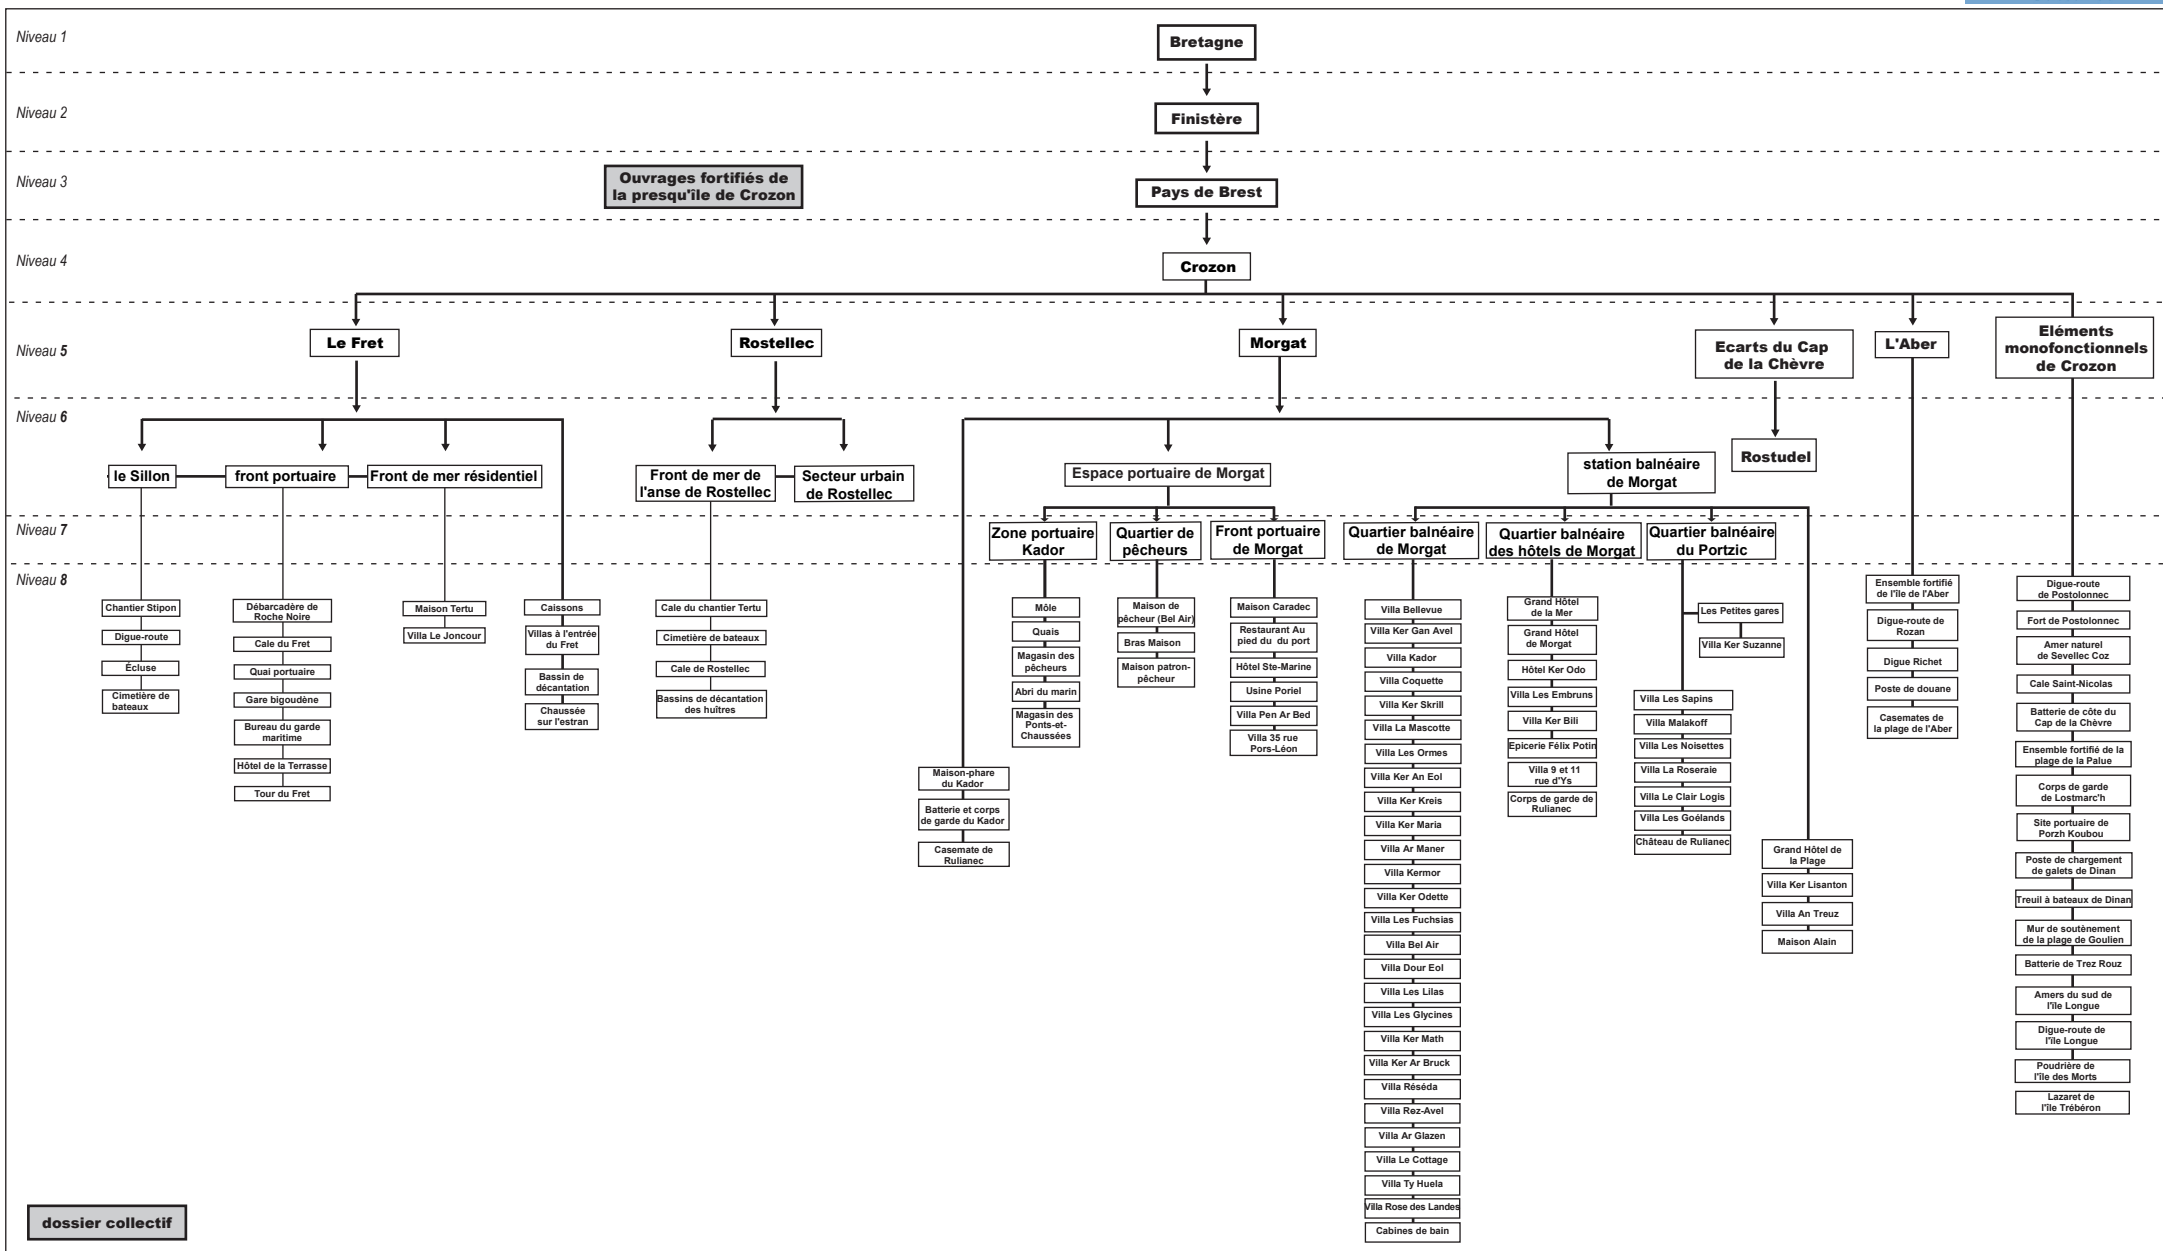 Niveau 1
Bretagne
Niveau 2
Finistère
Niveau 3
Ouvrages fortifiés de
la presqu'île de Crozon
Pays de Brest
Niveau 4
Crozon
Niveau 5
Le Fret
Rostellec
Morgat
Ecarts du Cap
de la Chèvre
L'Aber
Eléments
monofonctionnels
de Crozon
Niveau 6
le Sillon
front portuaire
Front de mer résidentiel
Front de mer de
l'anse de Rostellec
Secteur urbain
de Rostellec
Espace portuaire de Morgat
station balnéaire
de Morgat
Rostudel
Niveau 7
Zone portuaire
Kador
Quartier de
pêcheurs
Front portuaire
de Morgat
Quartier balnéaire
de Morgat
Quartier balnéaire
des hôtels de Morgat
Quartier balnéaire
du Portzic
Niveau 8
Chantier Stipon
Digue-route
Écluse
Cimetière de
bateaux
Débarcadère de
Roche Noire
Cale du Fret
Quai portuaire
Gare bigoudène
Bureau du garde
maritime
Hôtel de la Terrasse
Tour du Fret
Maison Tertu
Villa Le Joncour
Caissons
Villas à l'entrée
du Fret
Bassin de
décantation
Chaussée
sur l'estran
Cale du chantier Tertu
Cimetière de bateaux
Cale de Rostellec
Bassins de décantation
des huîtres
Maison-phare
du Kador
Batterie et corps
de garde du Kador
Casemate de
Rulianec
Môle
Quais
Magasin des
pêcheurs
Abri du marin
Magasin des
Ponts-et-
Chaussées
Maison de
pêcheur (Bel Air)
Bras Maison
Maison patron-
pêcheur
Maison Caradec
Restaurant Au
pied du du port
Hôtel Ste-Marine
Usine Poriel
Villa Pen Ar Bed
Villa 35 rue
Pors-Léon
Villa Bellevue
Villa Ker Gan Avel
Villa Kador
Villa Coquette
Villa Ker Skrill
Villa La Mascotte
Villa Les Ormes
Villa Ker An Eol
Villa Ker Kreis
Villa Ker Maria
Villa Ar Maner
Villa Kermor
Villa Ker Odette
Villa Les Fuchsias
Villa Bel Air
Villa Dour Eol
Villa Les Lilas
Villa Les Glycines
Villa Ker Math
Villa Ker Ar Bruck
Villa Réséda
Villa Rez-Avel
Villa Ar Glazen
Villa Le Cottage
Villa Ty Huela
Villa Rose des Landes
Cabines de bain
Grand Hôtel
de la Mer
Grand Hôtel
de Morgat
Hôtel Ker Odo
Villa Les Embruns
Villa Ker Bili
Epicerie Félix Potin
Villa 9 et 11
rue d'Ys
Corps de garde de
Rulianec
Les Petites gares
Villa Ker Suzanne
Villa Les Sapins
Villa Malakoff
Villa Les Noisettes
Villa La Roseraie
Villa Le Clair Logis
Villa Les Goélands
Château de Rulianec
Grand Hôtel de
la Plage
Villa Ker Lisanton
Villa An Treuz
Maison Alain
Ensemble fortifié
de l'île de l'Aber
Digue-route de
Rozan
Digue Richet
Poste de douane
Casemates de
la plage de l'Aber
Digue-route
de Postolonnec
Fort de Postolonnec
Amer naturel
de Sevellec Coz
Cale Saint-Nicolas
Batterie de côte du
Cap de la Chèvre
Ensemble fortifié de la
plage de la Palue
Corps de garde
de Lostmarc'h
Site portuaire de
Porzh Koubou
Poste de chargement
de galets de Dinan
Treuil à bateaux de Dinan
Mur de soutènement
de la plage de Goulien
Batterie de Trez Rouz
Amers du sud de
l'île Longue
Digue-route de
l'île Longue
Poudrière de
l'île des Morts
Lazaret de
l'île Trébéron
dossier collectif